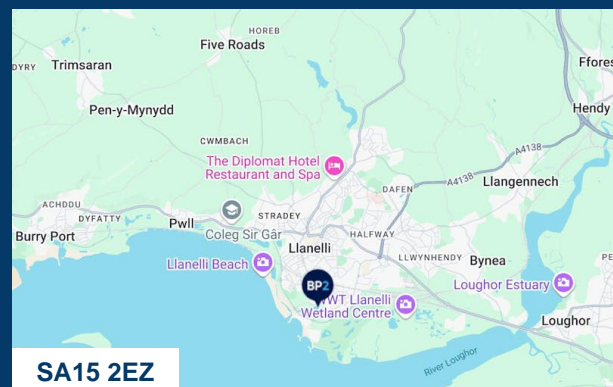 HOREB
Five Roads
DYRY
Trimsaran
Ffores
Pen-y-Mynydd
Hendy
CWMBACH
The Diplomat Hotel
Restaurant and Spa
A4138
DAFEN
A4138
Llangennech
ACHDDU
DYFATTY
Pwll
STRADEY
Coleg Sir Gâr
HALFWAY
Burry Port
Llanelli
LLWYNHENDY
Bynea
PE
Llanelli Beach
Loughor Estuary
BP2
WWT Llanelli
Wetland Centre
Loughor
River Loughor
SA15 2EZ